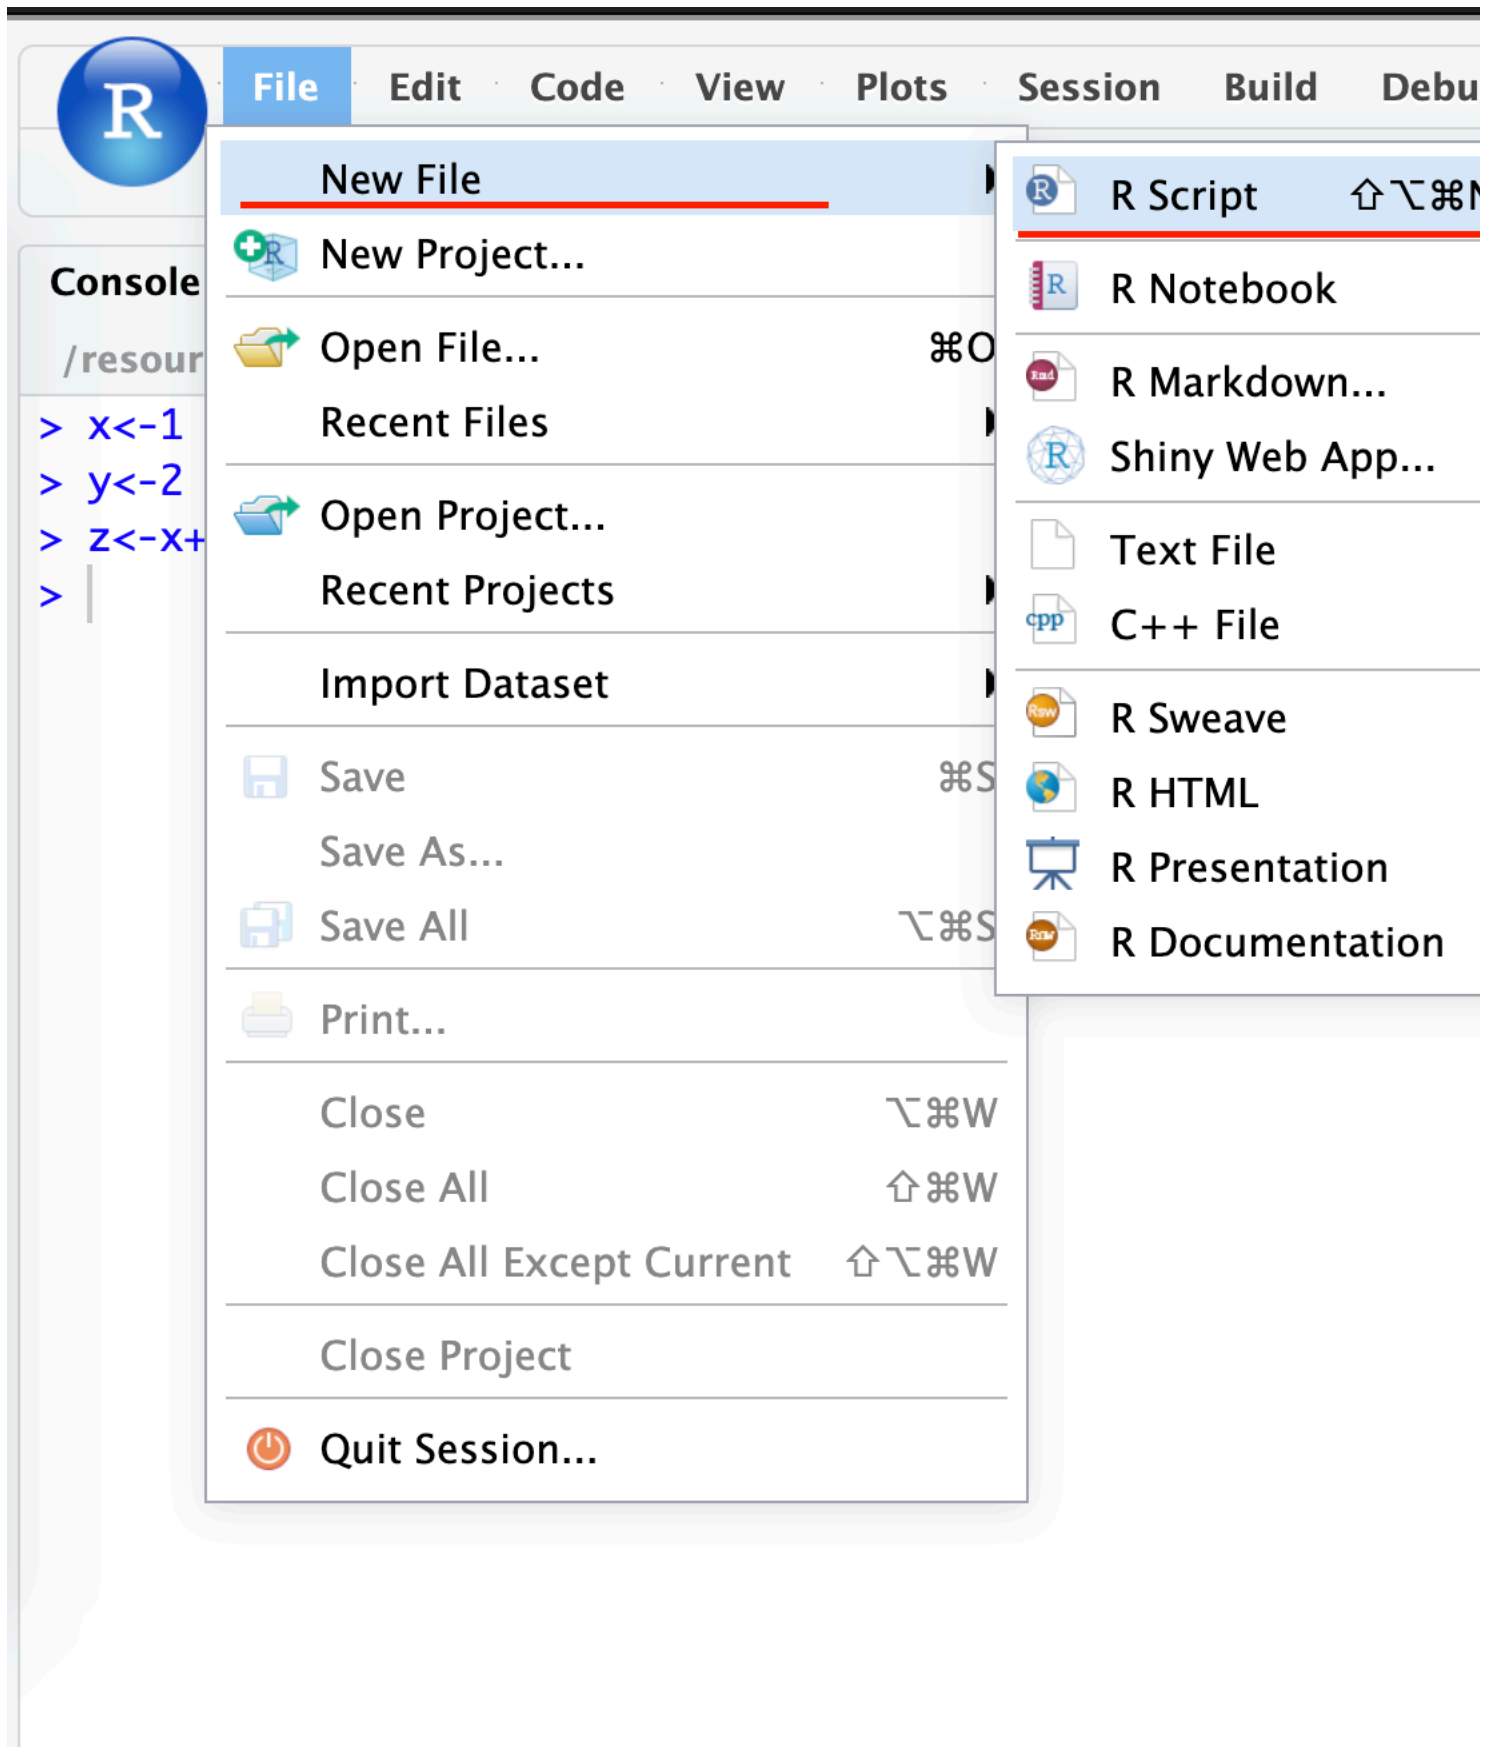 R File Edit Code View Plots Session Build Debu
New File
New Project...
Open File... ⌘O
Recent Files
Open Project...
Recent Projects
Import Dataset
Save ⌘S
Save As...
Save All ⌥⌘S
Print...
Close ⌥⌘W
Close All ⇧⌘W
Close All Except Current ⇧⌥⌘W
Close Project
Quit Session...
R Script ⇧⌥⌘N
R Notebook
R Markdown...
Shiny Web App...
Text File
C++ File
R Sweave
R HTML
R Presentation
R Documentation
Console
/resour
> x<-1
> y<-2
> z<-x+
>